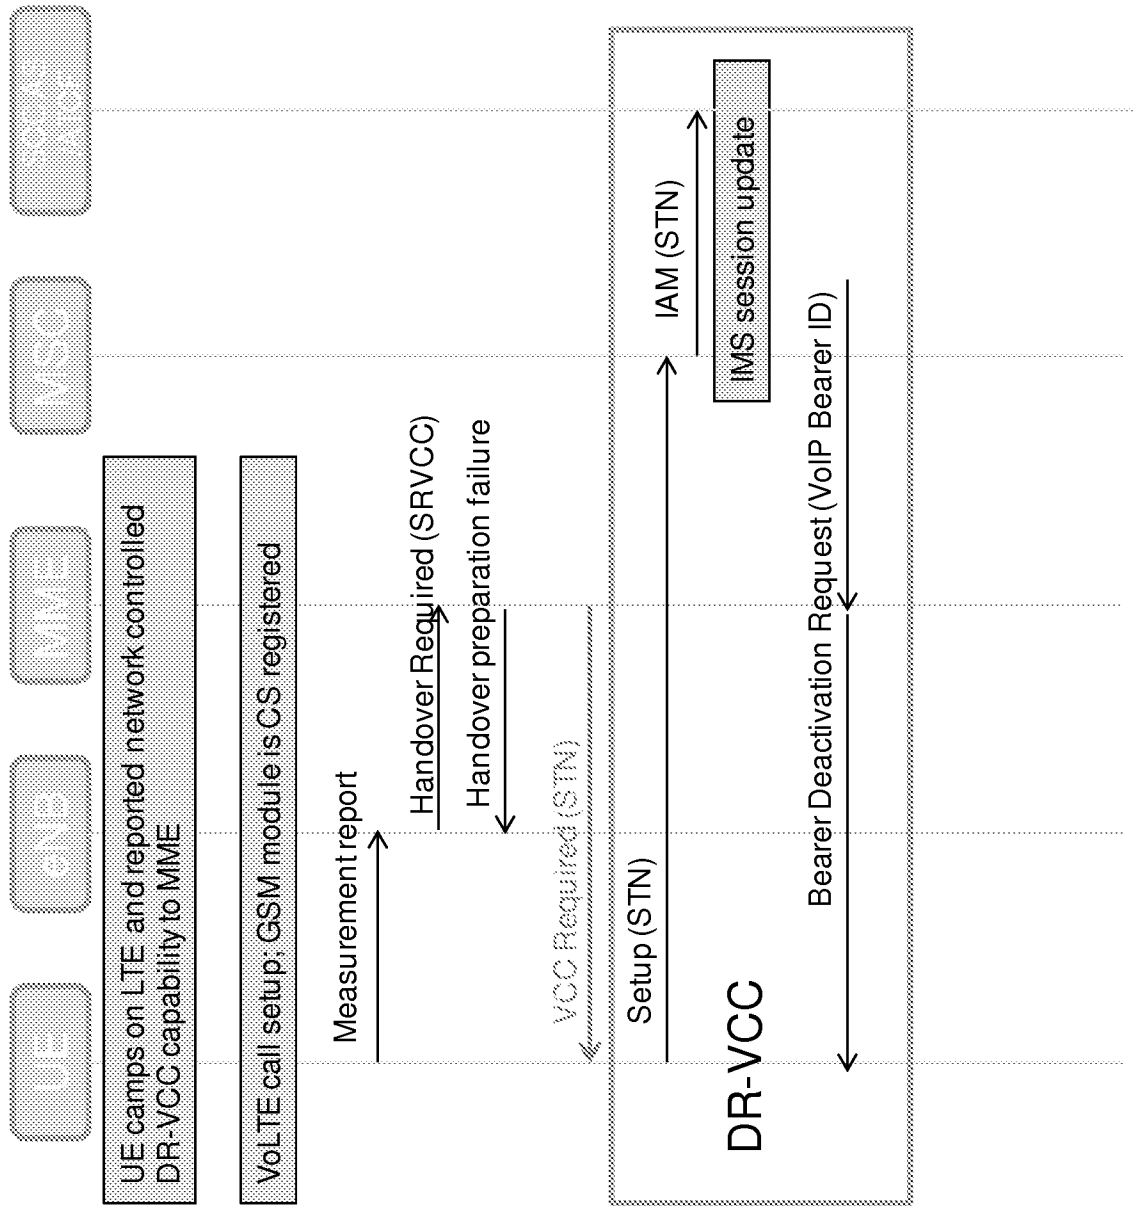 UE
eNB
MME
MSC
UE camps on LTE and reported network controlled
DR-VCC capability to MME
VoLTE call setup; GSM module is CS registered
Measurement report
Handover Required (SRVCC)
Handover preparation failure
VCC Required (STN)
Setup (STN)
IAM (STN)
IMS session update
DR-VCC
Bearer Deactivation Request (VoIP Bearer ID)